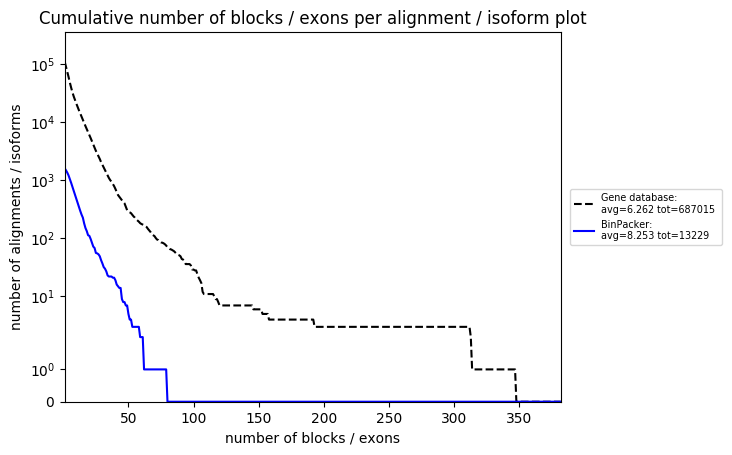 Cumulative number of blocks / exons per alignment / isoform plot
number of alignments / isoforms
10^5
10^4
10^3
10^2
10^1
10^0
0
50 100 150 200 250 300 350
number of blocks / exons
Gene database:
avg=6.262 tot=687015
BinPacker:
avg=8.253 tot=13229